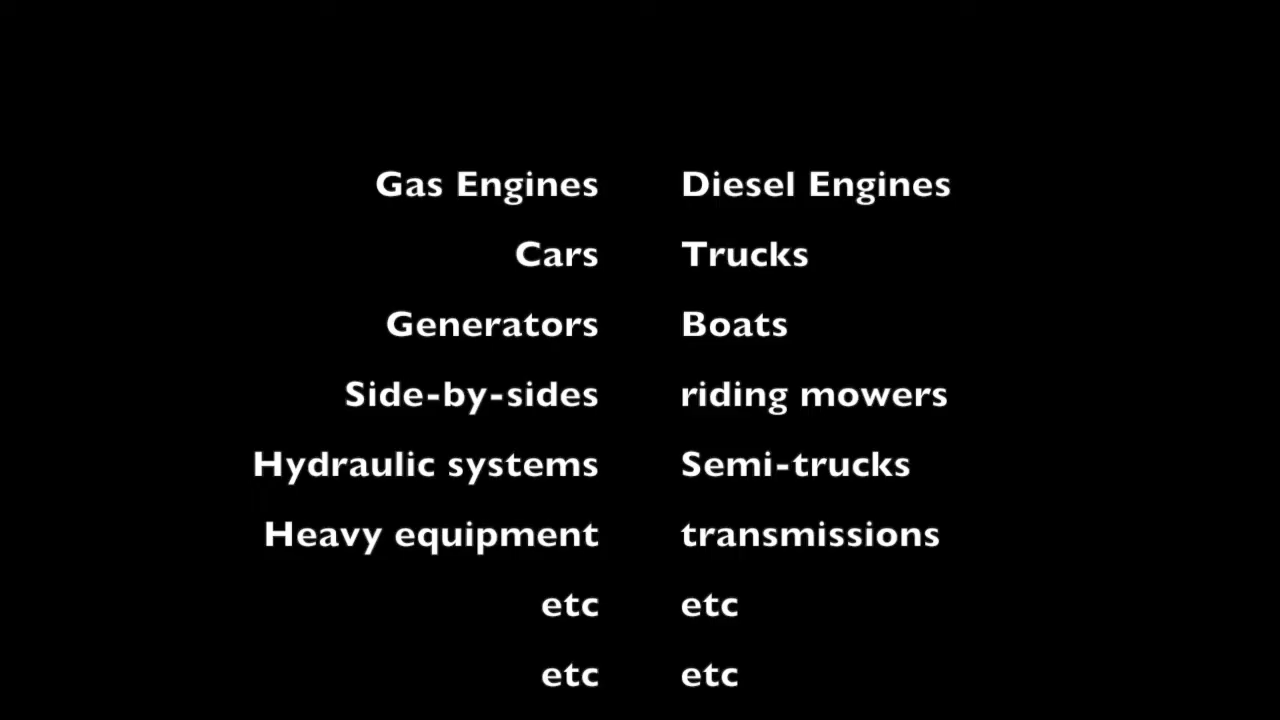 Gas Engines Diesel Engines
Cars Trucks
Generators Boats
Side-by-sides riding mowers
Hydraulic systems Semi-trucks
Heavy equipment transmissions
etc etc
etc etc